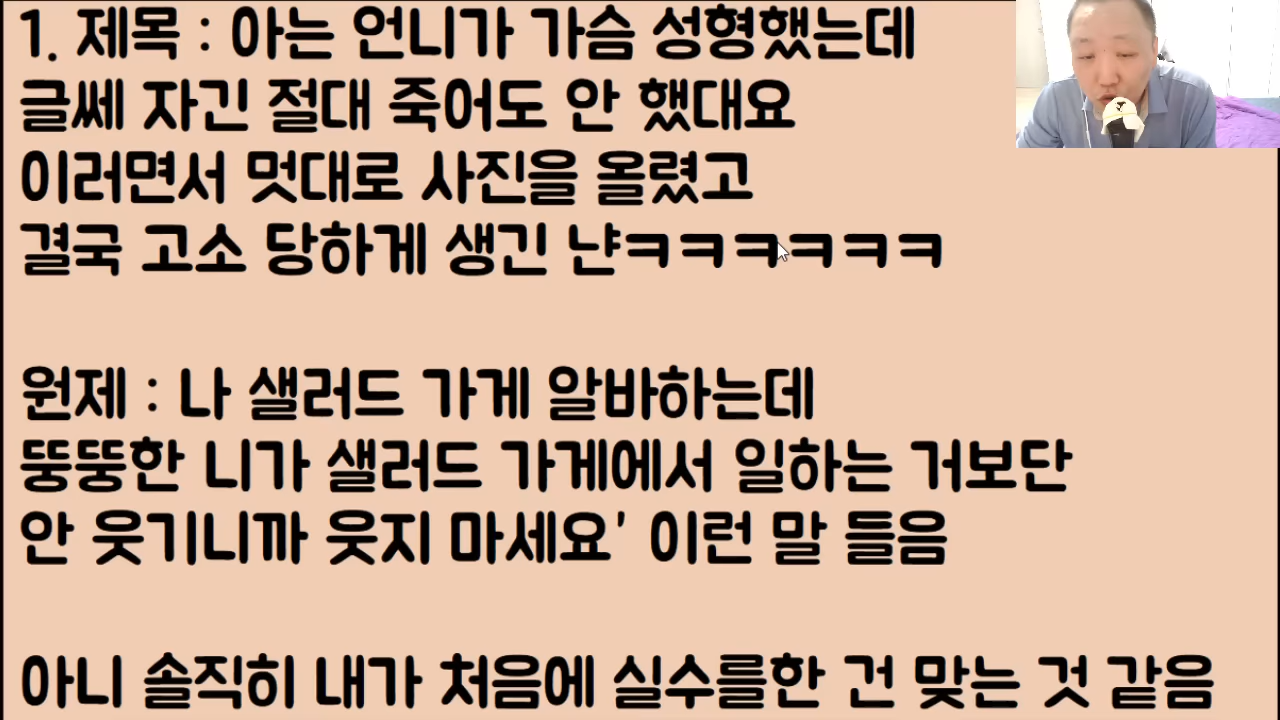 1. 제목 : 아는 언니가 가슴 성형했는데
글쎄 자긴 절대 죽어도 안 했대요
이러면서 멋대로 사진을 올렸고
결국 고소 당하게 생긴 냔ㅋㅋㅋㅋㅋㅋ
원제 : 나 샐러드 가게 알바하는데
뚱뚱한 니가 샐러드 가게에서 일하는 거보단
안 웃기니까 웃지 마세요' 이런 말 들음
아니 솔직히 내가 처음에 실수를한 건 맞는 것 같음